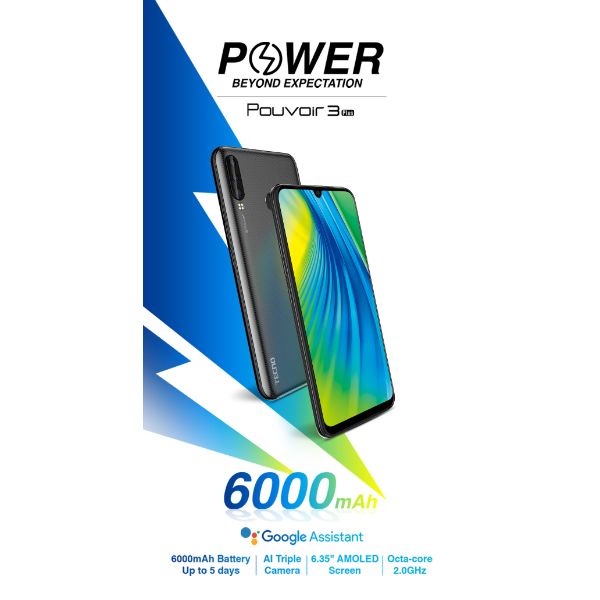 POWER
BEYOND EXPECTATION
Pouvoir 3 Plus
TECNO
6000mAh
Google Assistant
6000mAh Battery
Up to 5 days
AI Triple
Camera
6.35" AMOLED
Screen
Octa-core
2.0GHz